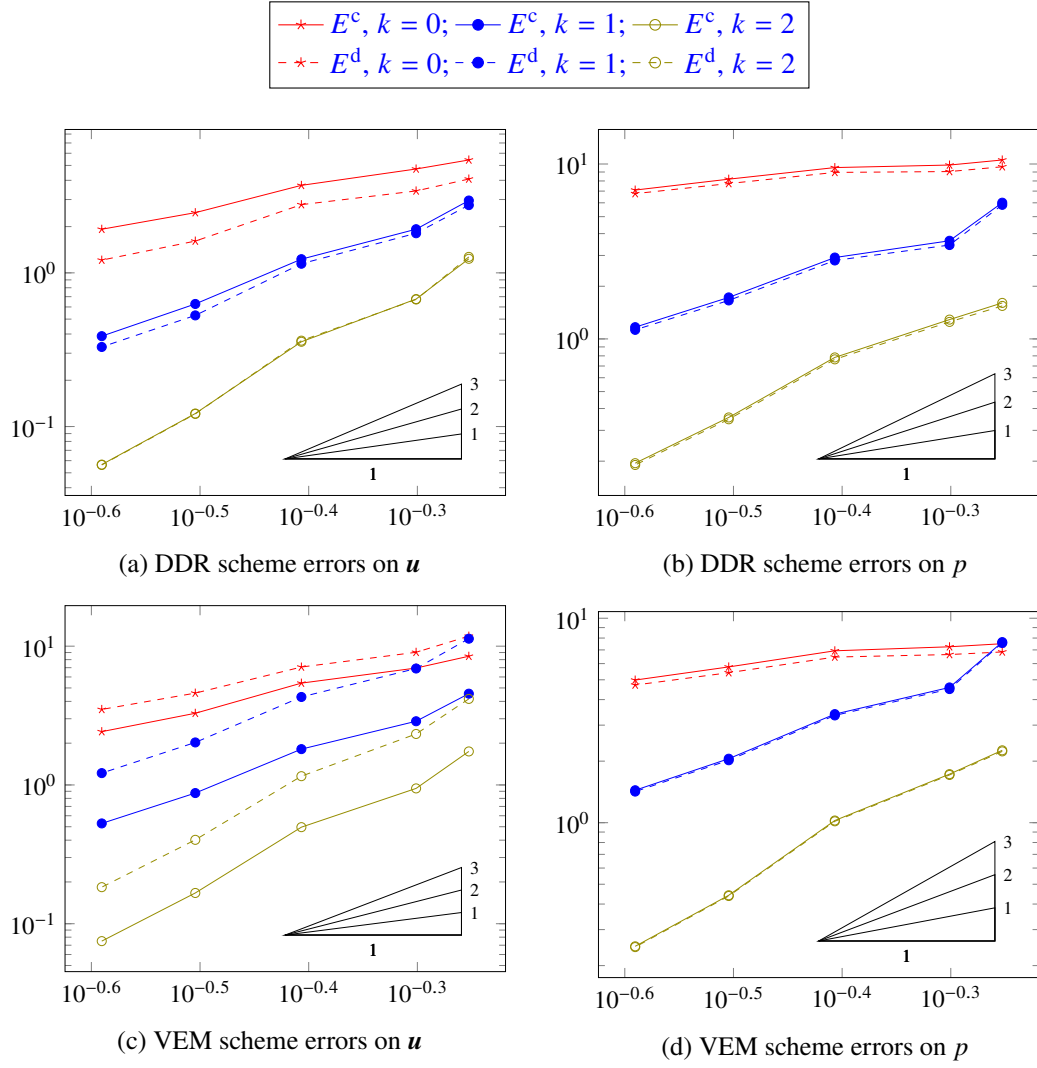 E^c, k = 0; E^c, k = 1; E^c, k = 2
E^d, k = 0; E^d, k = 1; E^d, k = 2
10^0
10^−1
3
2
1
1
10^−0.6 10^−0.5 10^−0.4 10^−0.3
(a) DDR scheme errors on u
10^1
10^0
3
2
1
1
10^−0.6 10^−0.5 10^−0.4 10^−0.3
(b) DDR scheme errors on p
10^1
10^0
10^−1
3
2
1
1
10^−0.6 10^−0.5 10^−0.4 10^−0.3
(c) VEM scheme errors on u
10^1
10^0
3
2
1
1
10^−0.6 10^−0.5 10^−0.4 10^−0.3
(d) VEM scheme errors on p